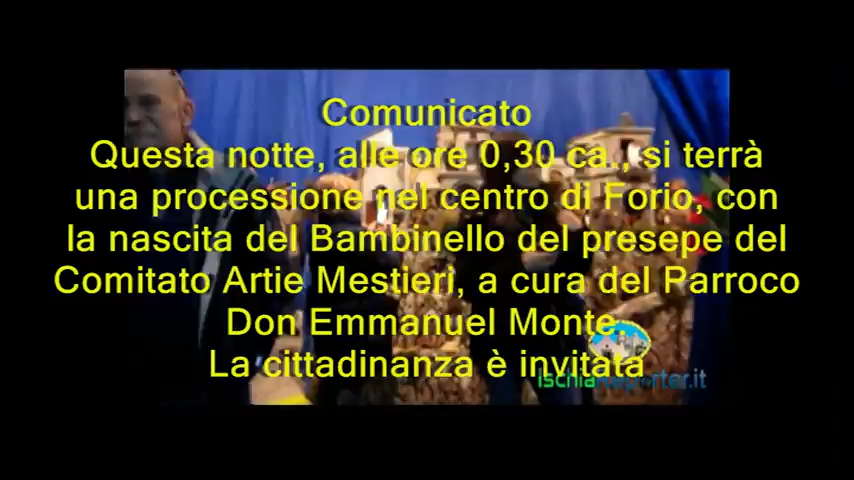 Comunicato
Questa notte, alle ore 0,30 ca., si terrà
una processione nel centro di Forio, con
la nascita del Bambinello del presepe del
Comitato Artie Mestieri, a cura del Parroco
Don Emmanuel Monte.
La cittadinanza è invitata
IschiaReporter.it